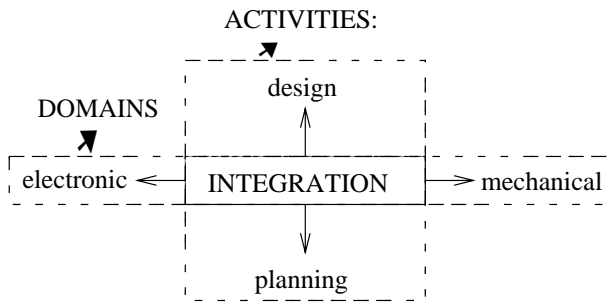 ACTIVITIES:
design
DOMAINS
electronic
INTEGRATION
mechanical
planning